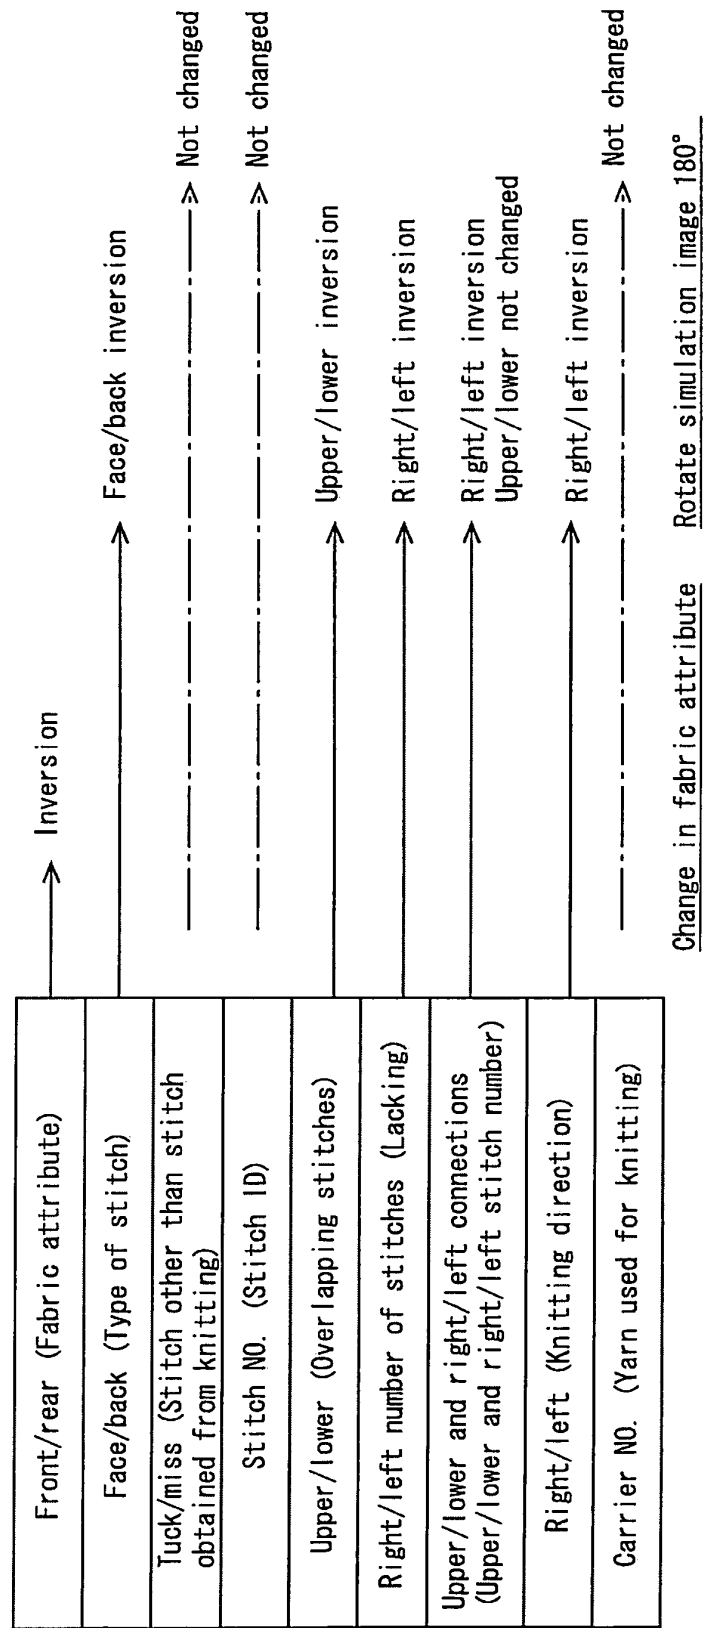 Front/rear (Fabric attribute)
Inversion
Face/back (Type of stitch)
Face/back inversion
Tuck/miss (Stitch other than stitch
obtained from knitting)
Not changed
Stitch NO. (Stitch ID)
Not changed
Upper/lower (Overlapping stitches)
Upper/lower inversion
Right/left number of stitches (Lacking)
Right/left inversion
Upper/lower and right/left connections
(Upper/lower and right/left stitch number)
Right/left inversion
Upper/lower not changed
Right/left (Knitting direction)
Right/left inversion
Carrier NO. (Yarn used for knitting)
Not changed
Change in fabric attribute
Rotate simulation image 180°